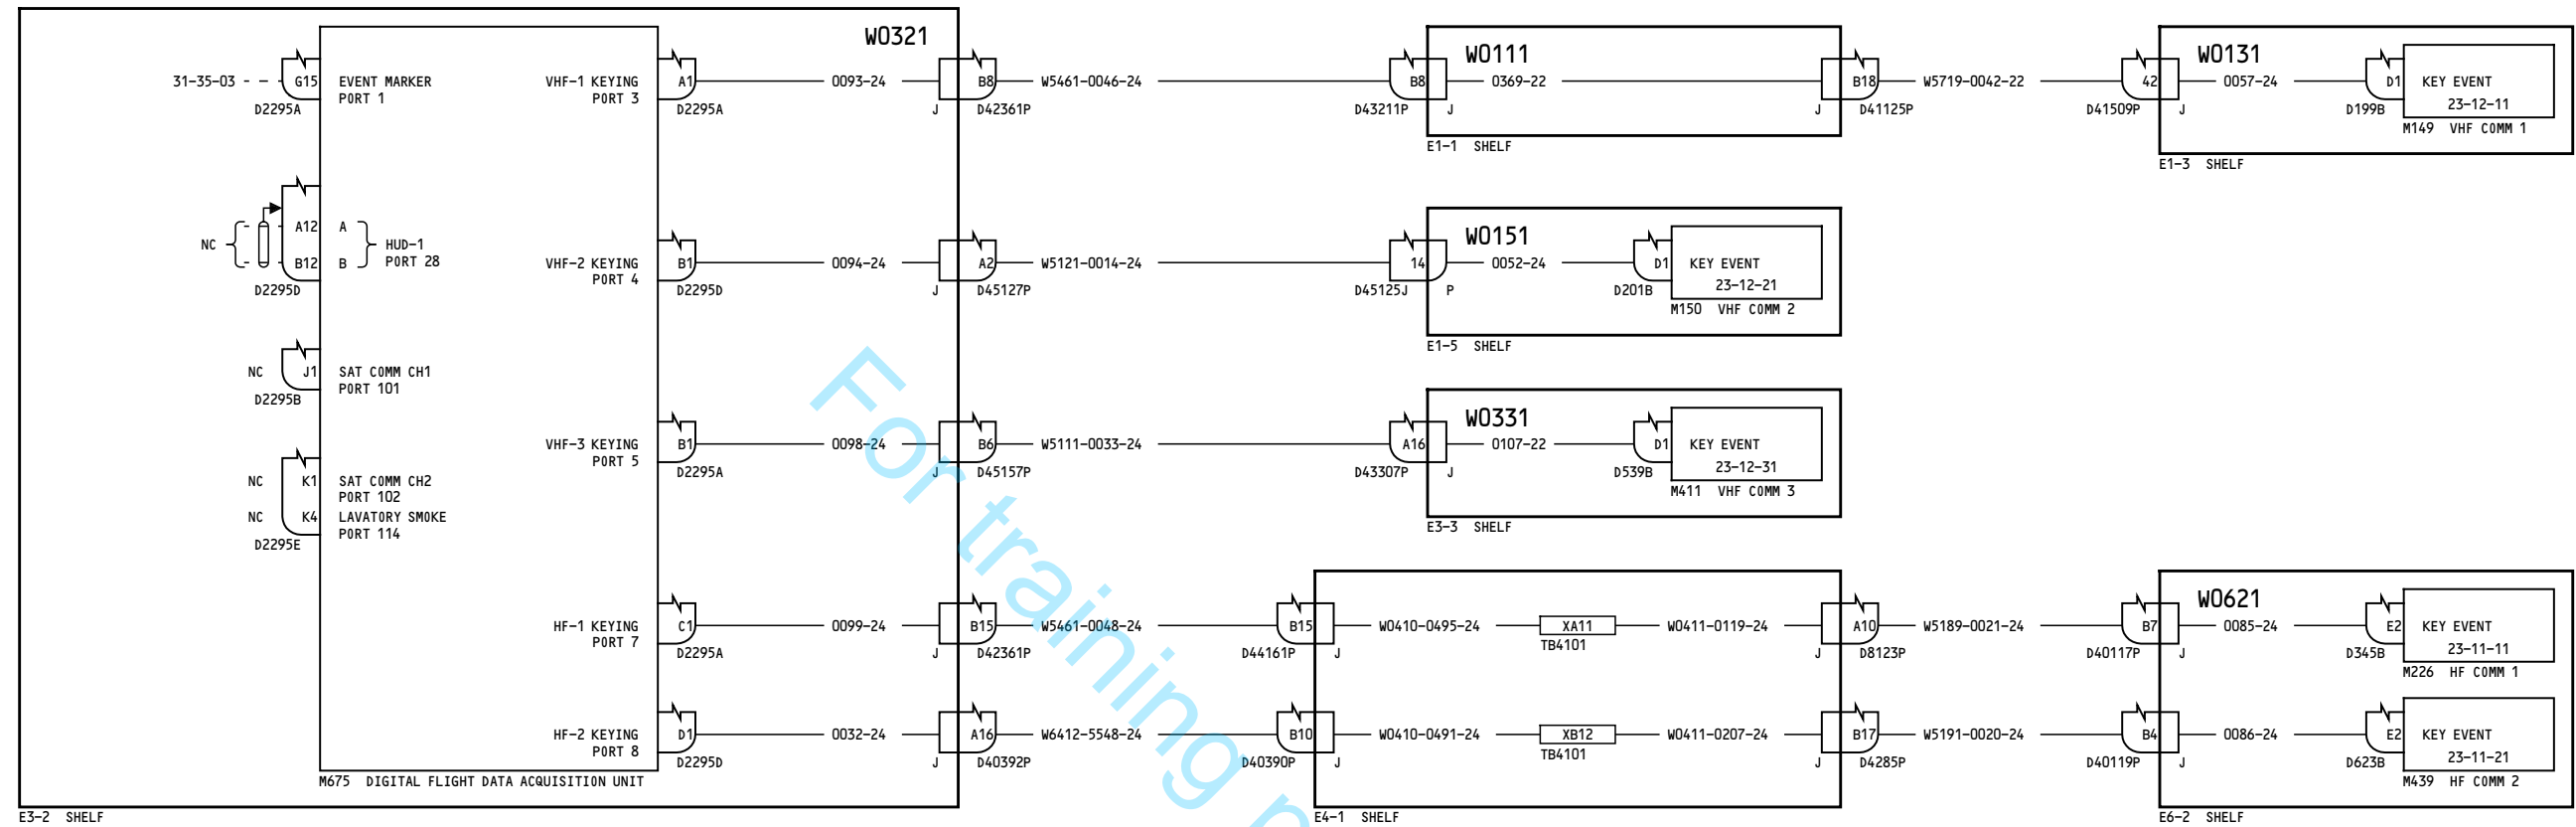 W0321
31-35-03
G15
D2295A
EVENT MARKER
PORT 1
VHF-1 KEYING
PORT 3
A1
D2295A
0093-24
J
B8
D42361P
W5461-0046-24
B8
D43211P
J
W0111
0369-22
E1-1 SHELF
J
B18
D41125P
W5719-0042-22
42
D41509P
J
W0131
0057-24
D1
D199B
KEY EVENT
23-12-11
M149 VHF COMM 1
E1-3 SHELF
NC
A12
B12
D2295D
A
B
HUD-1
PORT 28
VHF-2 KEYING
PORT 4
B1
D2295D
0094-24
J
A2
D45127P
W5121-0014-24
14
D45125J
P
W0151
0052-24
D1
D201B
KEY EVENT
23-12-21
M150 VHF COMM 2
E1-5 SHELF
NC
J1
D2295B
SAT COMM CH1
PORT 101
VHF-3 KEYING
PORT 5
B1
D2295A
0098-24
J
B6
D45157P
W5111-0033-24
A16
D43307P
J
W0331
0107-22
D1
D539B
KEY EVENT
23-12-31
M411 VHF COMM 3
E3-3 SHELF
NC
K1
SAT COMM CH2
PORT 102
NC
K4
LAVATORY SMOKE
PORT 114
D2295E
HF-1 KEYING
PORT 7
C1
D2295A
0099-24
J
B15
D42361P
W5461-0048-24
B15
D44161P
J
W0410-0495-24
XA11
TB4101
W0411-0119-24
J
A10
D8123P
W5189-0021-24
B7
D40117P
J
W0621
0085-24
E2
D345B
KEY EVENT
23-11-11
M226 HF COMM 1
HF-2 KEYING
PORT 8
D1
D2295D
0032-24
J
A16
D40392P
W6412-5548-24
B10
D40390P
J
W0410-0491-24
XB12
TB4101
W0411-0207-24
J
B17
D4285P
W5191-0020-24
B4
D40119P
J
0086-24
E2
D623B
KEY EVENT
23-11-21
M439 HF COMM 2
M675 DIGITAL FLIGHT DATA ACQUISITION UNIT
E3-2 SHELF
E4-1 SHELF
E6-2 SHELF
For training